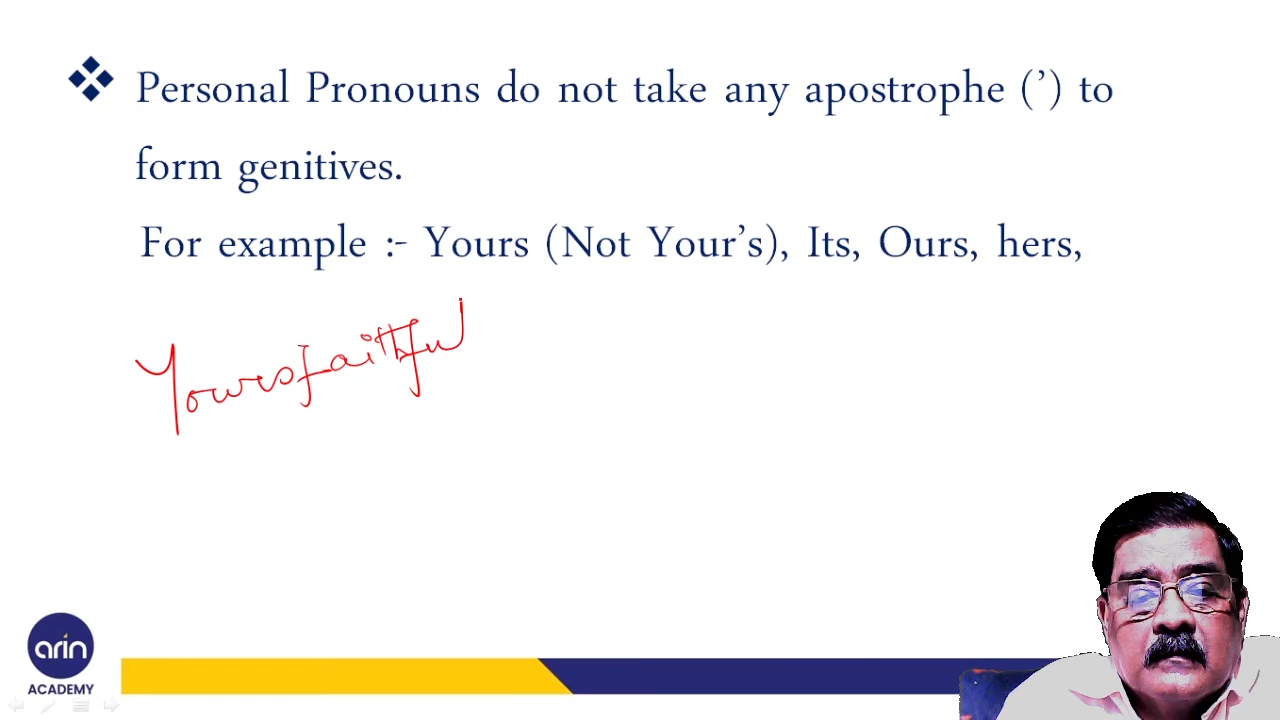 Personal Pronouns do not take any apostrophe (’) to
form genitives.
For example :- Yours (Not Your’s), Its, Ours, hers,
Yours faithful
arin
ACADEMY